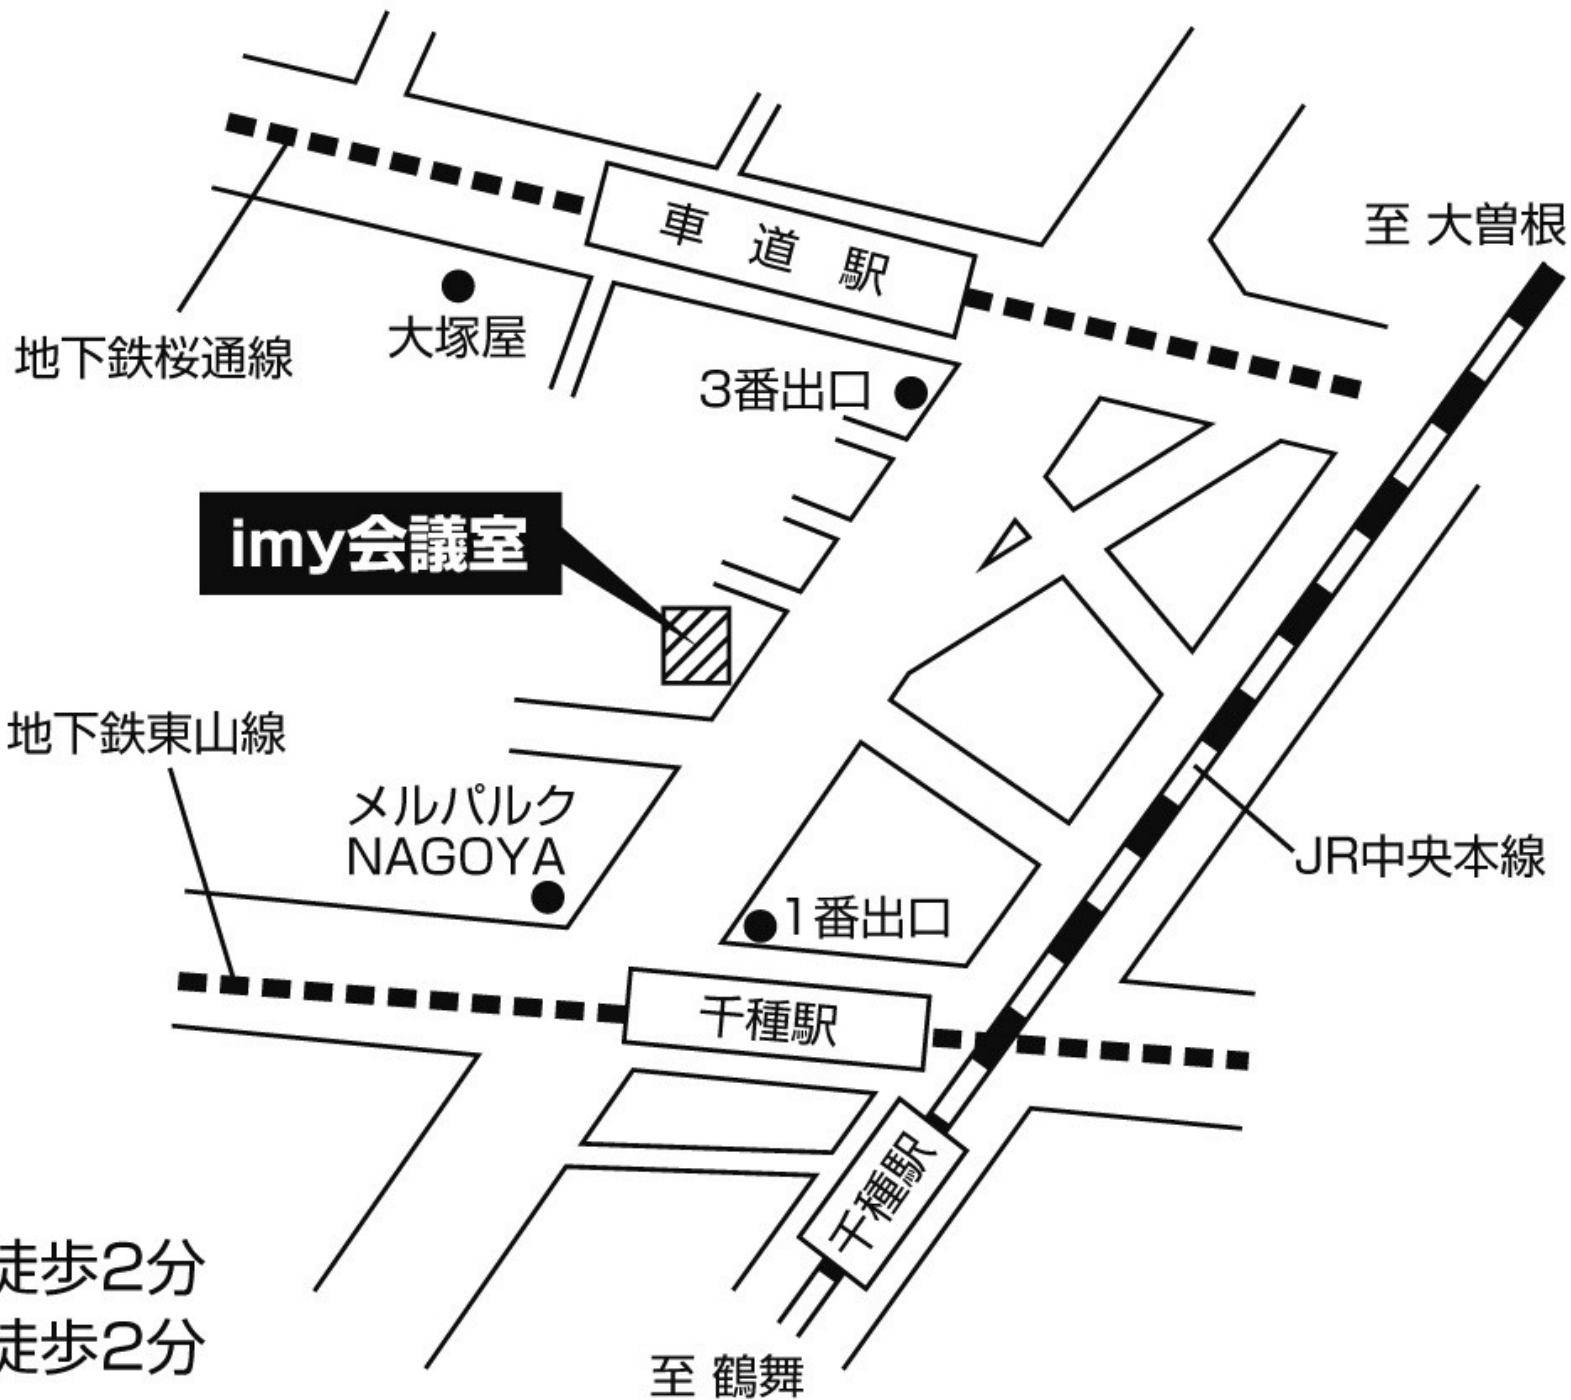 至 大曽根
車道駅
地下鉄桜通線
大塚屋
3番出口
imy会議室
地下鉄東山線
メルパルク
NAGOYA
JR中央本線
1番出口
千種駅
千種駅
徒歩2分
徒歩2分
至 鶴舞